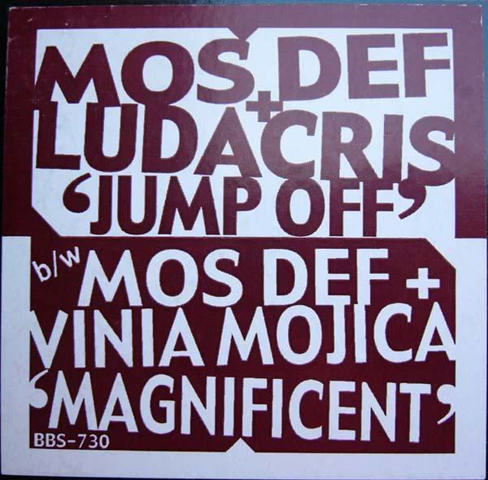 MOS DEF
+
LUDACRIS
‘JUMP OFF’
b/w
MOS DEF +
VINIA MOJICA
‘MAGNIFICENT’
BBS-730